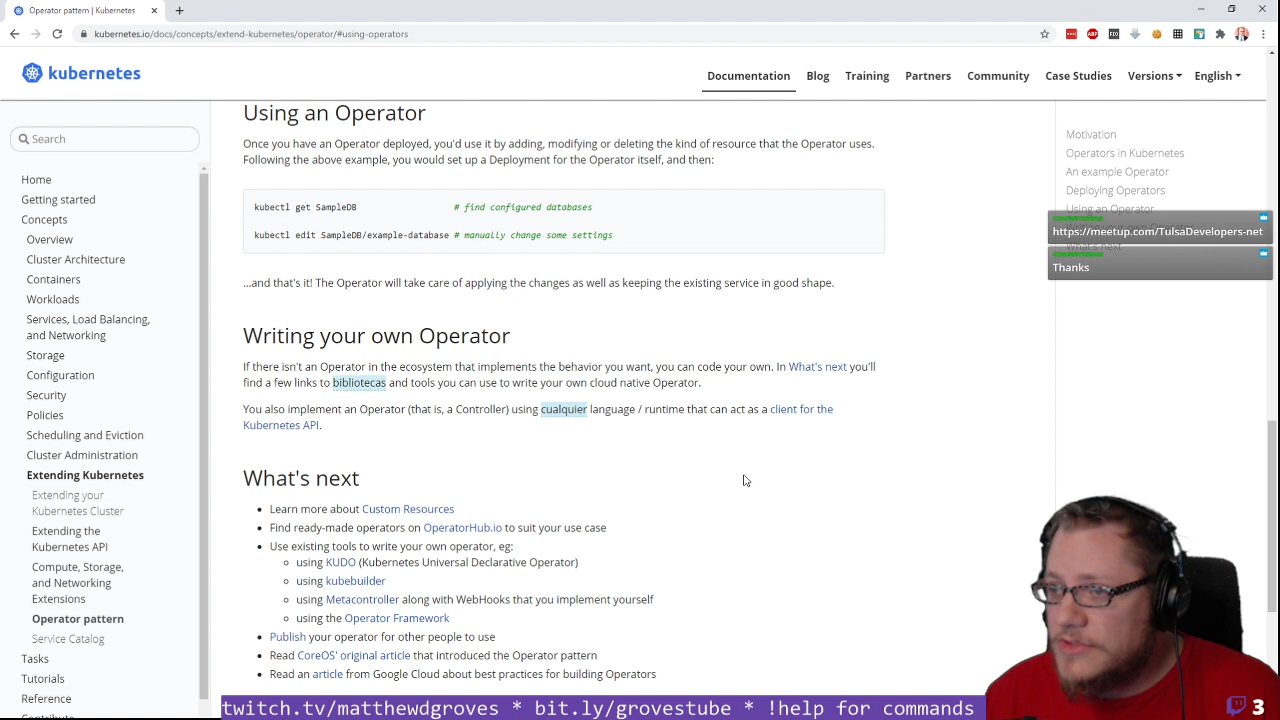 Operator pattern | Kubernetes
kubernetes.io/docs/concepts/extend-kubernetes/operator/#using-operators
kubernetes
Documentation Blog Training Partners Community Case Studies Versions English
Search
Home
Getting started
Concepts
Overview
Cluster Architecture
Containers
Workloads
Services, Load Balancing,
and Networking
Storage
Configuration
Security
Policies
Scheduling and Eviction
Cluster Administration
Extending Kubernetes
Extending your
Kubernetes Cluster
Extending the
Kubernetes API
Compute, Storage,
and Networking
Extensions
Operator pattern
Service Catalog
Tasks
Tutorials
Reference
Contribute
Using an Operator
Once you have an Operator deployed, you'd use it by adding, modifying or deleting the kind of resource that the Operator uses.
Following the above example, you would set up a Deployment for the Operator itself, and then:
kubectl get SampleDB # find configured databases
kubectl edit SampleDB/example-database # manually change some settings
...and that's it! The Operator will take care of applying the changes as well as keeping the existing service in good shape.
Writing your own Operator
If there isn't an Operator in the ecosystem that implements the behavior you want, you can code your own. In What's next you'll
find a few links to bibliotecas and tools you can use to write your own cloud native Operator.
You also implement an Operator (that is, a Controller) using cualquier language / runtime that can act as a client for the
Kubernetes API.
What's next
• Learn more about Custom Resources
• Find ready-made operators on OperatorHub.io to suit your use case
• Use existing tools to write your own operator, eg:
using KUDO (Kubernetes Universal Declarative Operator)
using kubebuilder
using Metacontroller along with WebHooks that you implement yourself
using the Operator Framework
• Publish your operator for other people to use
• Read CoreOS' original article that introduced the Operator pattern
• Read an article from Google Cloud about best practices for building Operators
Motivation
Operators in Kubernetes
An example Operator
Deploying Operators
Using an Operator
https://meetup.com/TulsaDevelopers-net
What's next
Thanks
twitch.tv/matthewdgroves * bit.ly/grovestube * !help for commands
3